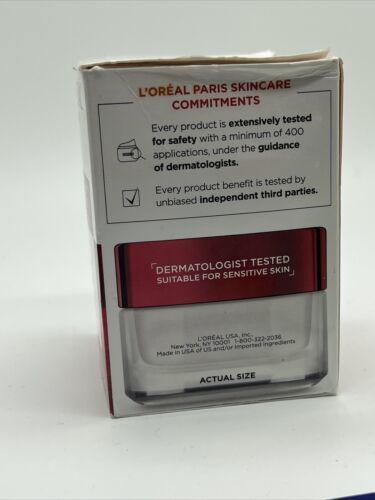 L'ORÉAL PARIS SKINCARE
COMMITMENTS
Every product is extensively tested
for safety with a minimum of 400
applications, under the guidance
of dermatologists.
Every product benefit is tested by
unbiased independent third parties.
DERMATOLOGIST TESTED
SUITABLE FOR SENSITIVE SKIN
L'ORÉAL USA, Inc.
New York, NY 10001 1-800-322-2036
Made in USA of US and/or Imported ingredients
ACTUAL SIZE